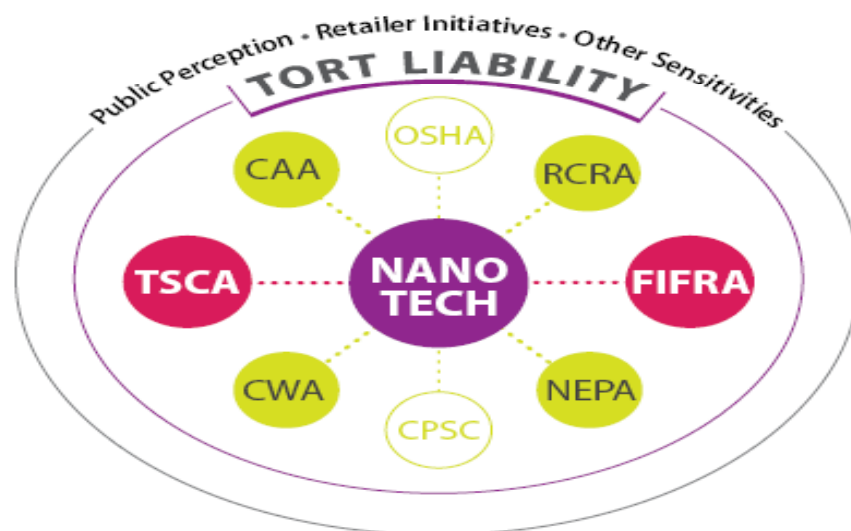 Public Perception • Retailer Initiatives • Other Sensitivities
TORT LIABILITY
OSHA
CAA
RCRA
TSCA
NANO
TECH
FIFRA
CWA
NEPA
CPSC